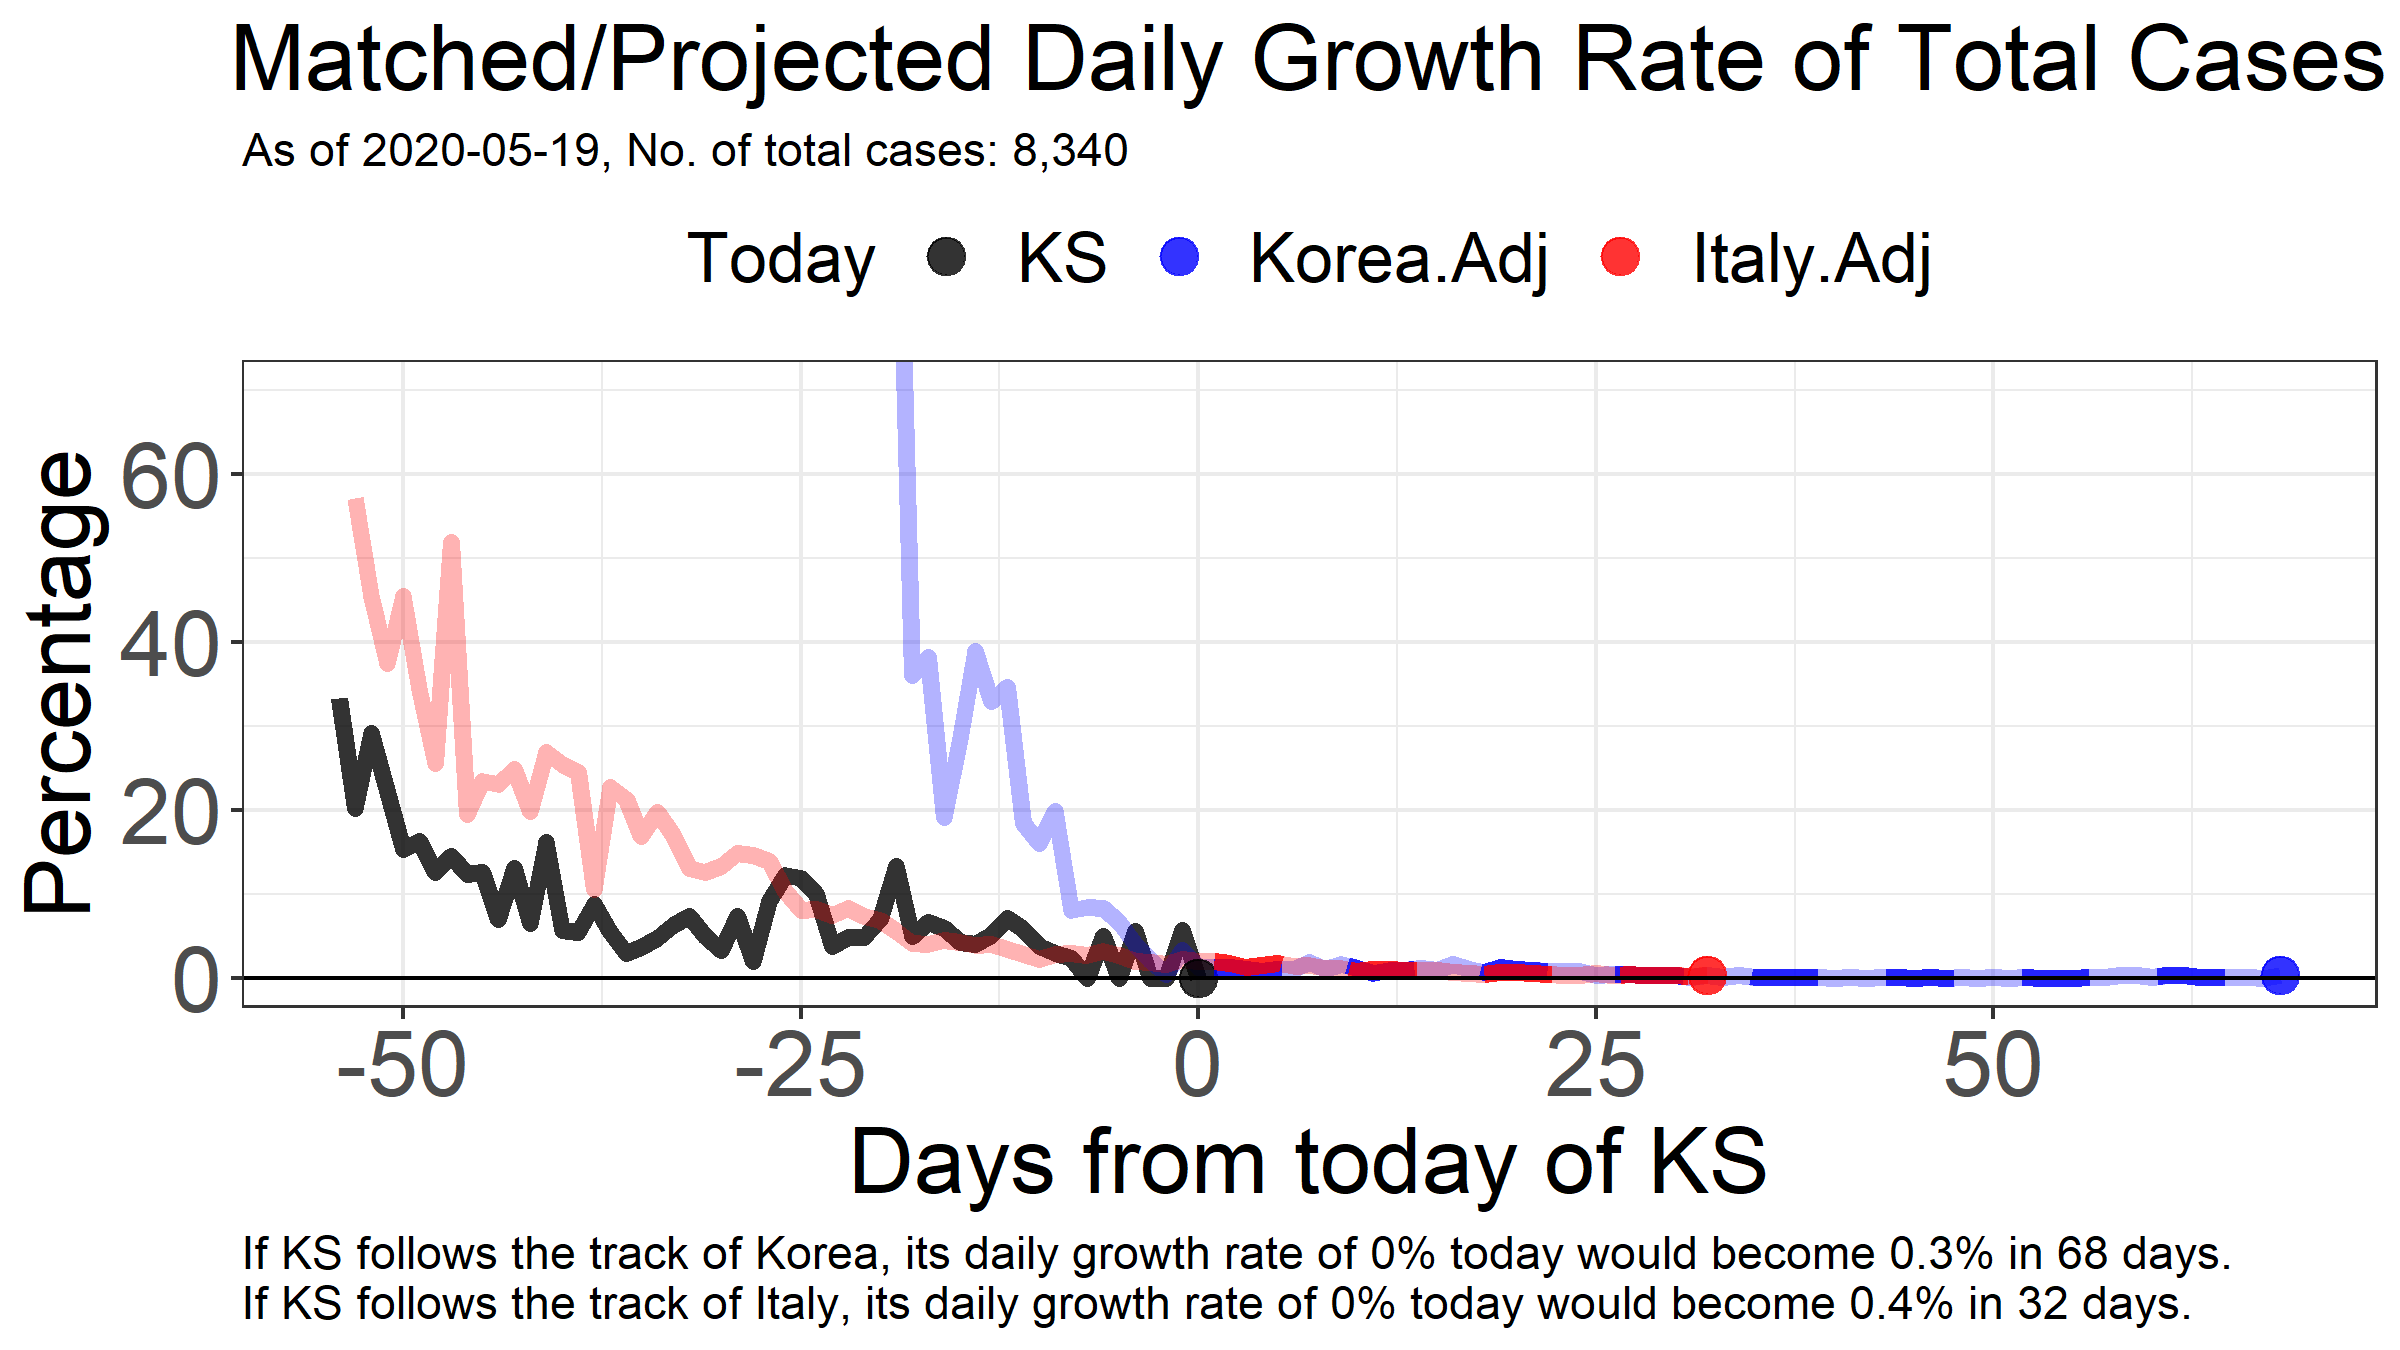 Matched/Projected Daily Growth Rate of Total Cases
As of 2020-05-19, No. of total cases: 8,340
Today KS Korea.Adj Italy.Adj
Percentage
60
40
20
0
-50 -25 0 25 50
Days from today of KS
If KS follows the track of Korea, its daily growth rate of 0% today would become 0.3% in 68 days.
If KS follows the track of Italy, its daily growth rate of 0% today would become 0.4% in 32 days.